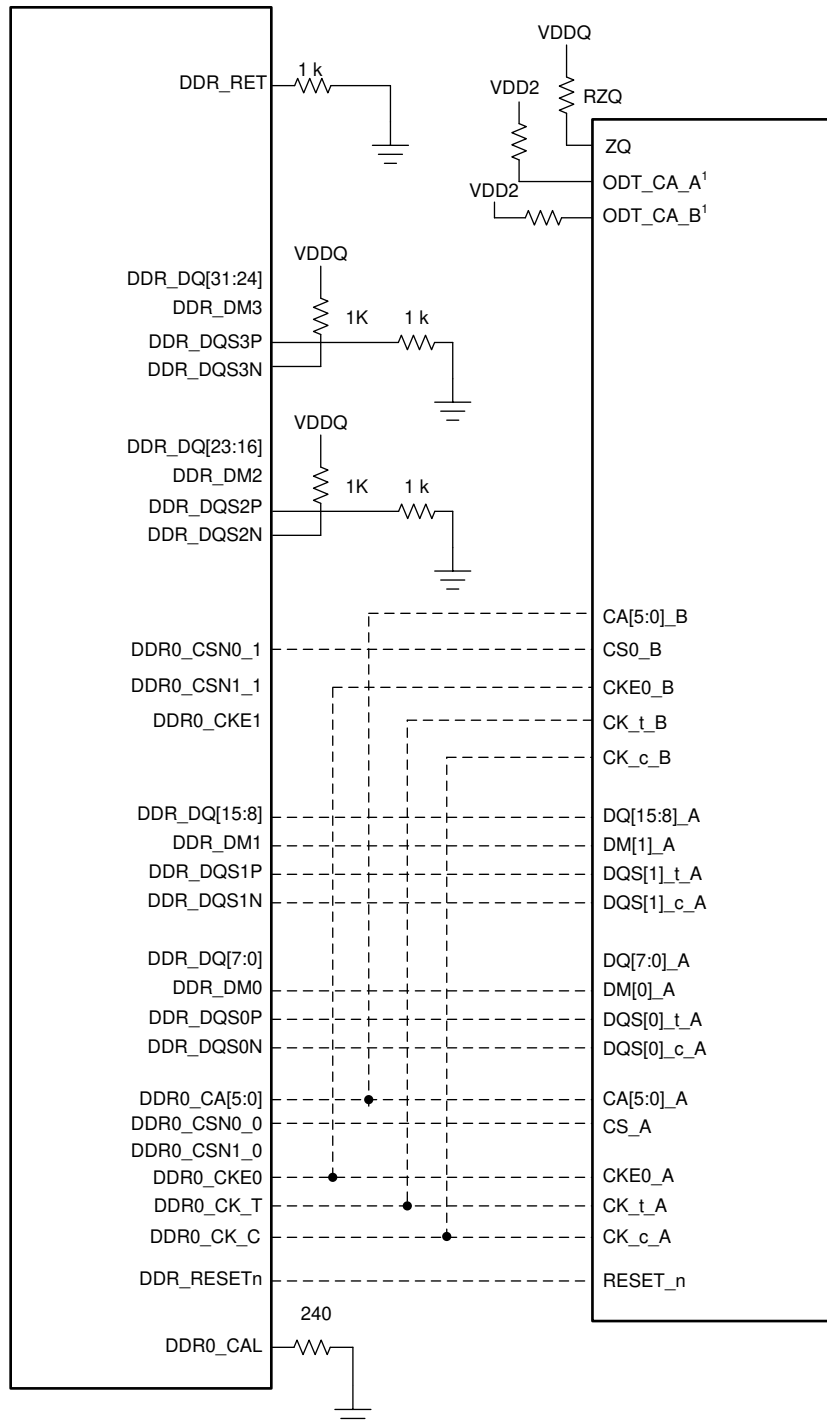 DDR_RET
1 k
VDDQ
RZQ
VDD2
VDD2
ZQ
ODT_CA_A1
ODT_CA_B1
VDDQ
DDR_DQ[31:24]
DDR_DM3
DDR_DQS3P
DDR_DQS3N
1K
1 k
VDDQ
DDR_DQ[23:16]
DDR_DM2
DDR_DQS2P
DDR_DQS2N
1K
1 k
DDR0_CSN0_1
DDR0_CSN1_1
DDR0_CKE1
CA[5:0]_B
CS0_B
CKE0_B
CK_t_B
CK_c_B
DDR_DQ[15:8]
DDR_DM1
DDR_DQS1P
DDR_DQS1N
DQ[15:8]_A
DM[1]_A
DQS[1]_t_A
DQS[1]_c_A
DDR_DQ[7:0]
DDR_DM0
DDR_DQS0P
DDR_DQS0N
DQ[7:0]_A
DM[0]_A
DQS[0]_t_A
DQS[0]_c_A
DDR0_CA[5:0]
DDR0_CSN0_0
DDR0_CSN1_0
DDR0_CKE0
DDR0_CK_T
DDR0_CK_C
DDR_RESETn
CA[5:0]_A
CS_A
CKE0_A
CK_t_A
CK_c_A
RESET_n
240
DDR0_CAL